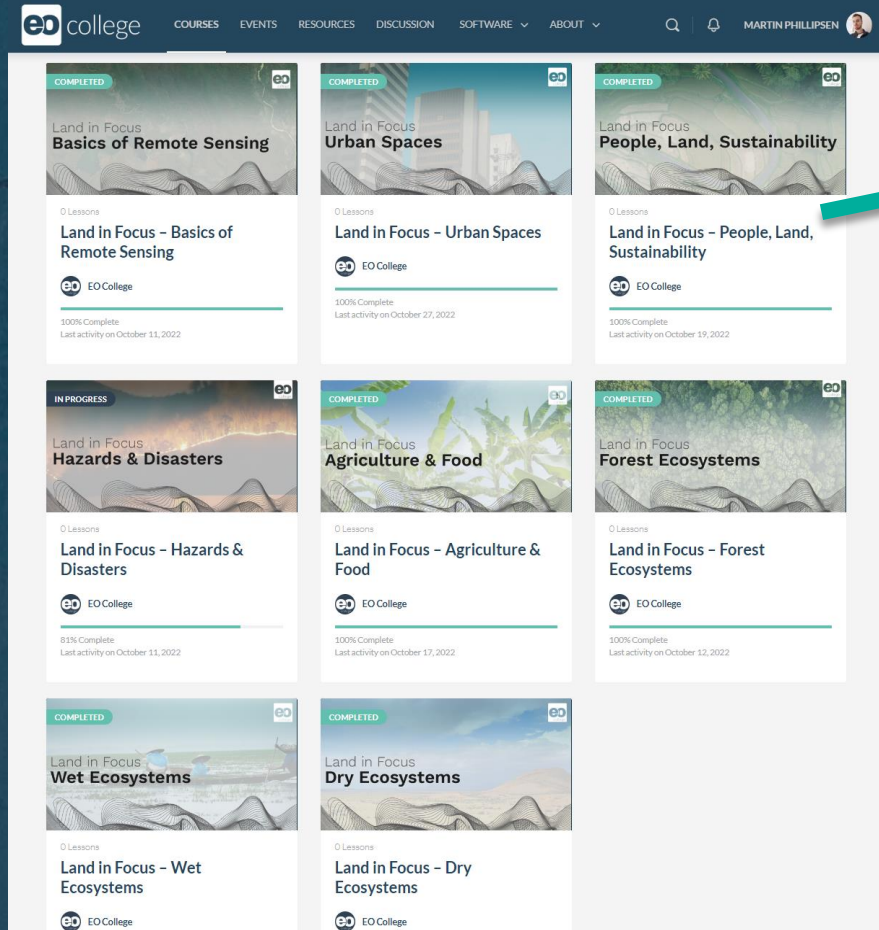 eo college COURSES EVENTS RESOURCES DISCUSSION SOFTWARE ABOUT MARTIN PHILLIPSEN
COMPLETED eo
Land in Focus
Basics of Remote Sensing
0 Lessons
Land in Focus – Basics of
Remote Sensing
eo EO College
100% Complete
Last activity on October 11, 2022
COMPLETED eo
Land in Focus
Urban Spaces
0 Lessons
Land in Focus – Urban Spaces
eo EO College
100% Complete
Last activity on October 27, 2022
COMPLETED eo
Land in Focus
People, Land, Sustainability
0 Lessons
Land in Focus – People, Land,
Sustainability
eo EO College
100% Complete
Last activity on October 19, 2022
IN PROGRESS eo
Land in Focus
Hazards & Disasters
0 Lessons
Land in Focus – Hazards &
Disasters
eo EO College
81% Complete
Last activity on October 11, 2022
COMPLETED eo
Land in Focus
Agriculture & Food
0 Lessons
Land in Focus – Agriculture &
Food
eo EO College
100% Complete
Last activity on October 17, 2022
COMPLETED eo
Land in Focus
Forest Ecosystems
0 Lessons
Land in Focus – Forest
Ecosystems
eo EO College
100% Complete
Last activity on October 12, 2022
COMPLETED eo
Land in Focus
Wet Ecosystems
0 Lessons
Land in Focus – Wet
Ecosystems
eo EO College
COMPLETED eo
Land in Focus
Dry Ecosystems
0 Lessons
Land in Focus – Dry
Ecosystems
eo EO College